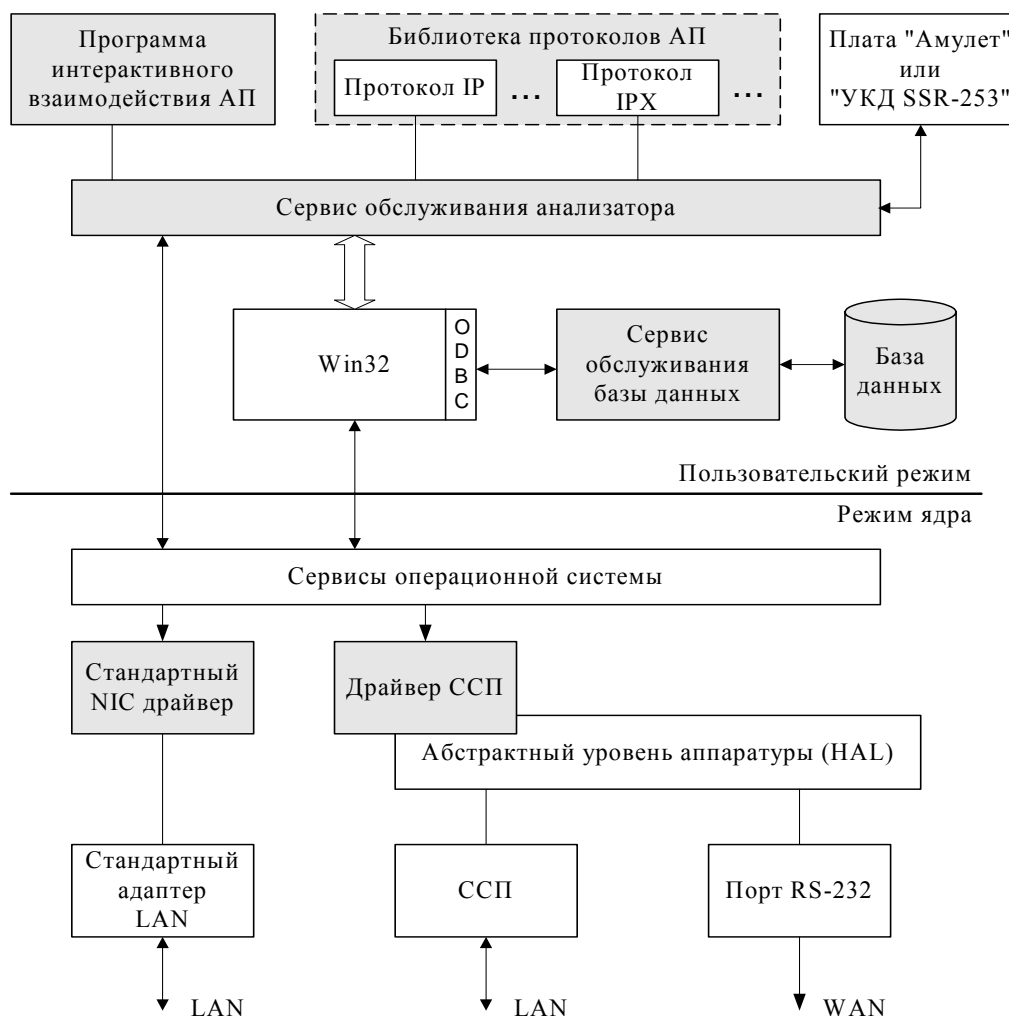 Программа
интерактивного
взаимодействия АП
Библиотека протоколов АП
Протокол IP
...
Протокол
IPX
...
Плата "Амулет"
или
"УКД SSR-253"
Сервис обслуживания анализатора
Win32
O
D
B
C
Сервис
обслуживания
базы данных
База
данных
Пользовательский режим
Режим ядра
Сервисы операционной системы
Стандартный
NIC драйвер
Драйвер ССП
Абстрактный уровень аппаратуры (HAL)
Стандартный
адаптер
LAN
ССП
Порт RS-232
LAN
LAN
WAN